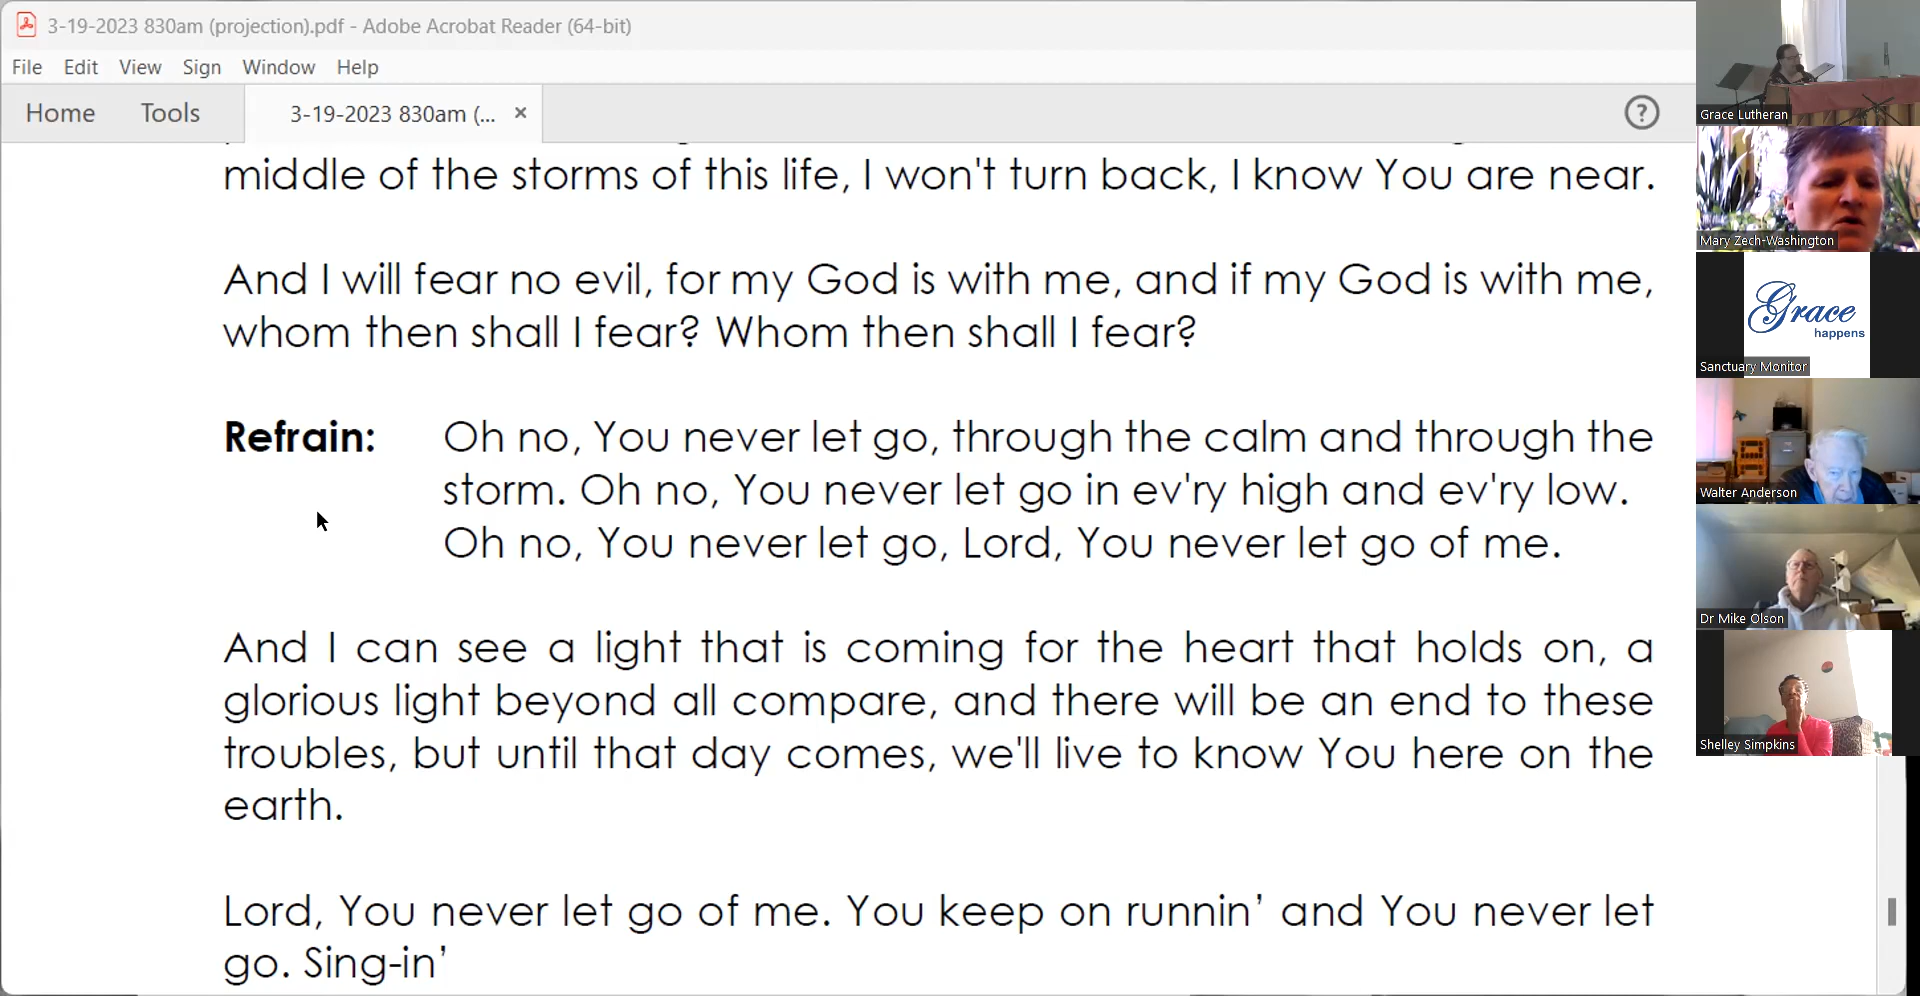 3-19-2023 830am (projection).pdf - Adobe Acrobat Reader (64-bit)
File Edit View Sign Window Help
Home Tools 3-19-2023 830am (... × ?
middle of the storms of this life, I won't turn back, I know You are near.
And I will fear no evil, for my God is with me, and if my God is with me,
whom then shall I fear? Whom then shall I fear?
Refrain: Oh no, You never let go, through the calm and through the
storm. Oh no, You never let go in ev'ry high and ev'ry low.
Oh no, You never let go, Lord, You never let go of me.
And I can see a light that is coming for the heart that holds on, a
glorious light beyond all compare, and there will be an end to these
troubles, but until that day comes, we'll live to know You here on the
earth.
Lord, You never let go of me. You keep on runnin’ and You never let
go. Sing-in’
Grace Lutheran
Mary Zech-Washington
Grace
happens
Sanctuary Monitor
Walter Anderson
Dr Mike Olson
Shelley Simpkins